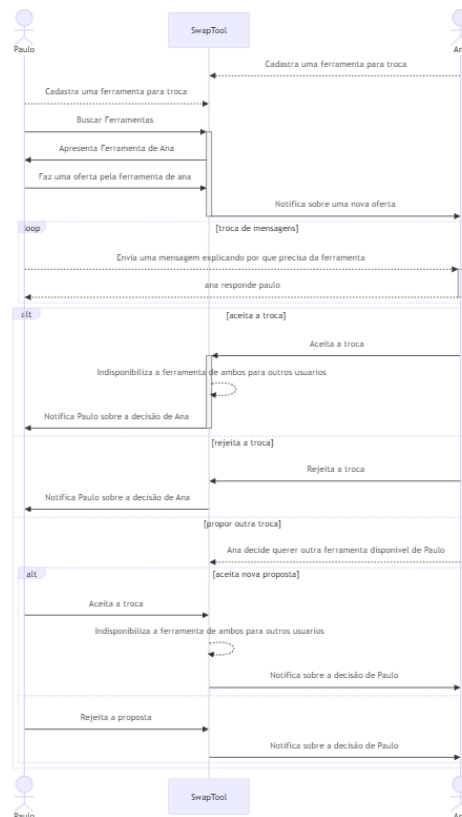 SwapTool
Paulo
An
Cadastra uma ferramenta para troca
Cadastra uma ferramenta para troca
Buscar Ferramentas
Apresenta Ferramenta de Ana
Faz uma oferta pela ferramenta de ana
Notifica sobre uma nova oferta
loop
[troca de mensagens]
Envia uma mensagem explicando por que precisa da ferramenta
ana responde paulo
alt
[aceita a troca]
Aceita a troca
Indisponibiliza a ferramenta de ambos para outros usuarios
Notifica Paulo sobre a decisão de Ana
[rejeita a troca]
Rejeita a troca
Notifica Paulo sobre a decisão de Ana
[propor outra troca]
Ana decide querer outra ferramenta disponivel de Paulo
alt
[aceita nova proposta]
Aceita a troca
Indisponibiliza a ferramenta de ambos para outros usuarios
Notifica sobre a decisão de Paulo
Rejeita a proposta
Notifica sobre a decisão de Paulo
SwapTool
Paulo
An